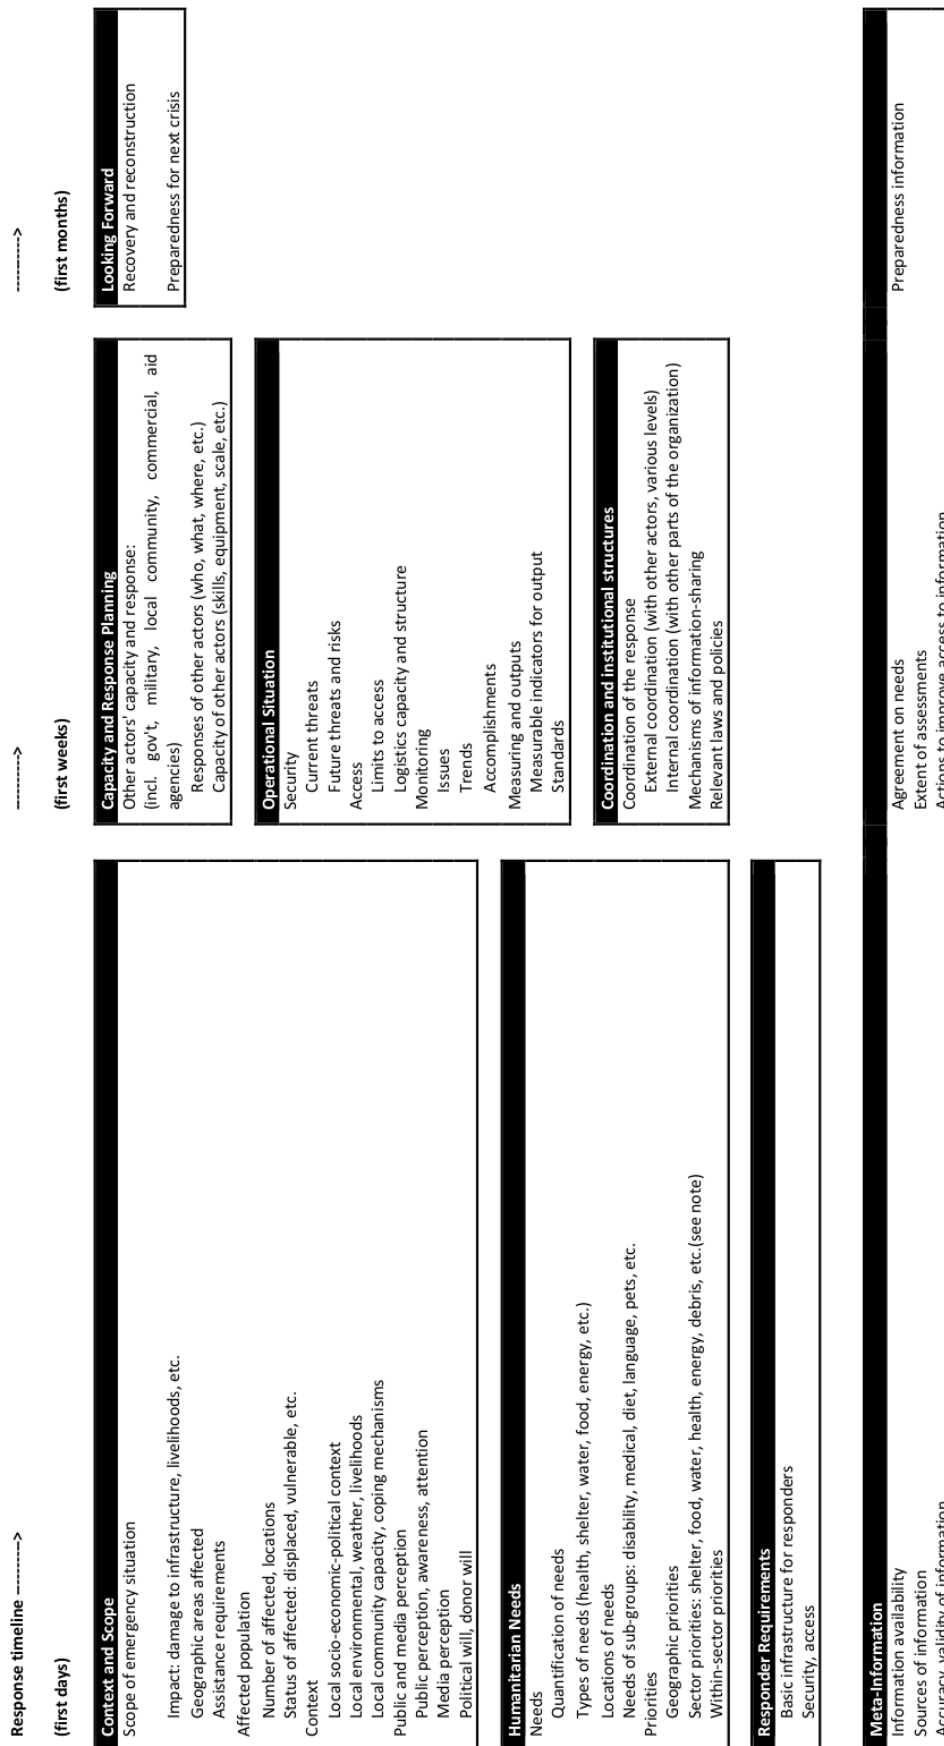 Response timeline ---------->
--------->
---------->
(first days)
(first weeks)
(first months)
Context and Scope
Scope of emergency situation
Impact: damage to infrastructure, livelihoods, etc.
Geographic areas affected
Assistance requirements
Affected population
Number of affected, locations
Status of affected: displaced, vulnerable, etc.
Context
Local socio-economic-political context
Local environmental, weather, livelihoods
Local community capacity, coping mechanisms
Public and media perception
Public perception, awareness, attention
Media perception
Political will, donor will
Humanitarian Needs
Needs
Quantification of needs
Types of needs (health, shelter, water, food, energy, etc.)
Locations of needs
Needs of sub-groups: disability, medical, diet, language, pets, etc.
Priorities
Geographic priorities
Sector priorities: shelter, food, water, health, energy, debris, etc.(see note)
Within-sector priorities
Responder Requirements
Basic infrastructure for responders
Security, access
Capacity and Response Planning
Other actors' capacity and response:
(incl. gov't, military, local community, commercial, aid
agencies)
Responses of other actors (who, what, where, etc.)
Capacity of other actors (skills, equipment, scale, etc.)
Operational Situation
Security
Current threats
Future threats and risks
Access
Limits to access
Logistics capacity and structure
Monitoring
Issues
Trends
Accomplishments
Measuring and outputs
Measurable indicators for output
Standards
Coordination and institutional structures
Coordination of the response
External coordination (with other actors, various levels)
Internal coordination (with other parts of the organization)
Mechanisms of information-sharing
Relevant laws and policies
Looking Forward
Recovery and reconstruction
Preparedness for next crisis
Meta-Information
Information availability
Sources of information
Accuracy, validity of information
Agreement on needs
Extent of assessments
Actions to improve access to information
Preparedness information